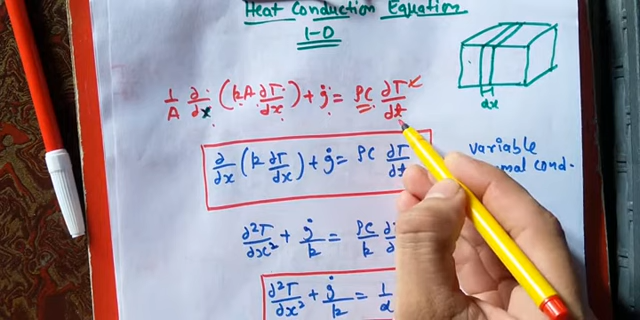 Heat Conduction Equation
1-D
1/A ∂/∂x (kA ∂T/∂x) + ġ = ρC ∂T/∂t
dx
∂/∂x (k ∂T/∂x) + ġ = ρC ∂T/∂t
variable
∂²T/∂x² + ġ/k = ρC/k
∂²T/∂x² + ġ/k = 1/α